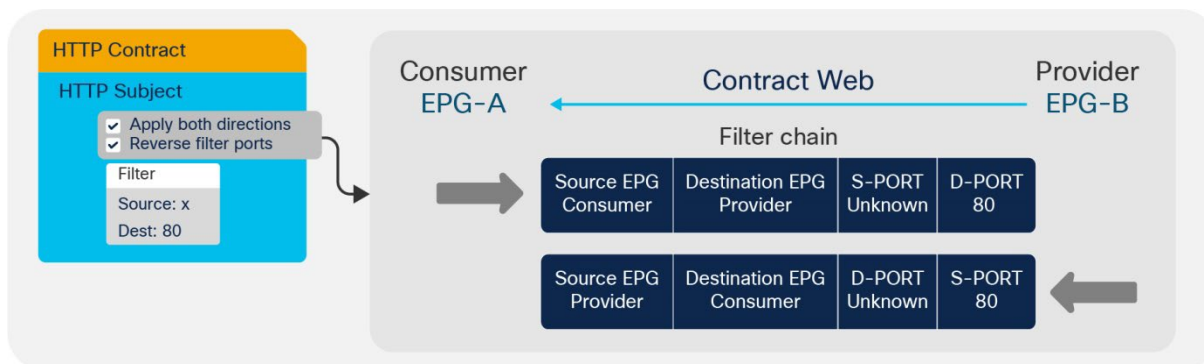 HTTP Contract
HTTP Subject
Apply both directions
Reverse filter ports
Filter
Source: x
Dest: 80
Consumer
EPG-A
Contract Web
Provider
EPG-B
Filter chain
Source EPG
Consumer
Destination EPG
Provider
S-PORT
Unknown
D-PORT
80
Source EPG
Provider
Destination EPG
Consumer
D-PORT
Unknown
S-PORT
80